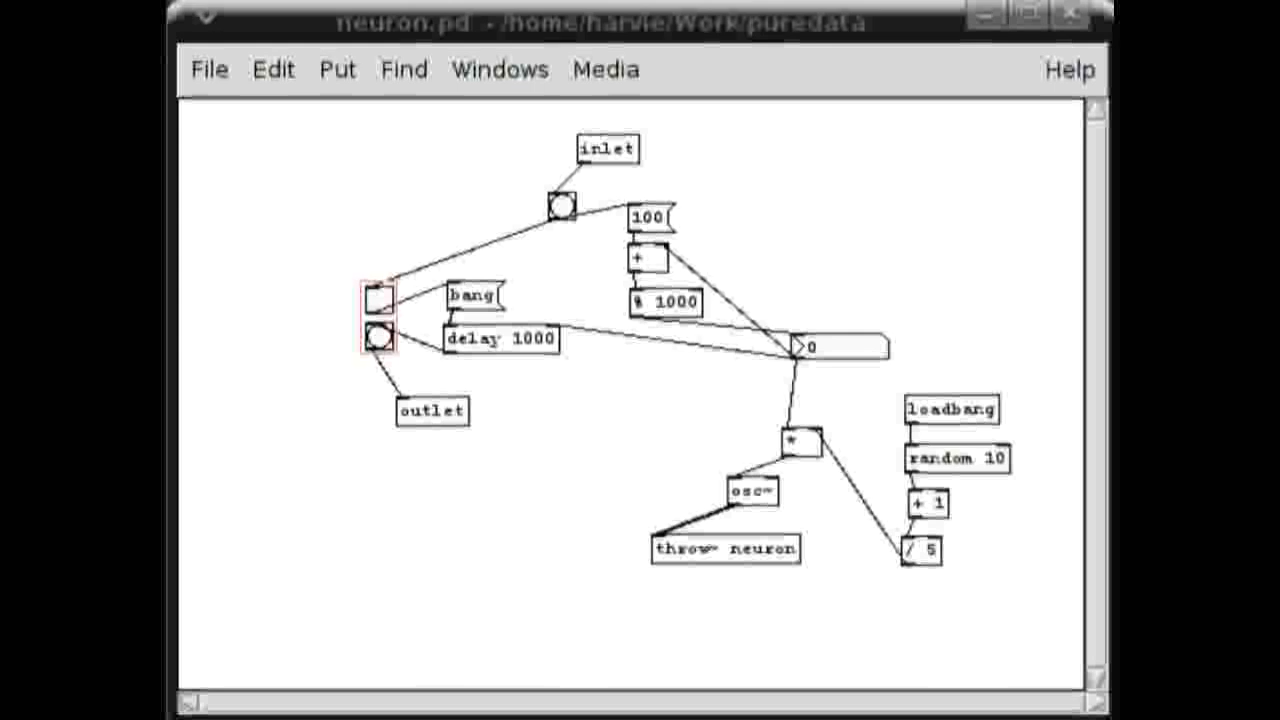 neuron.pd - /home/harvie/Work/puredata
File Edit Put Find Windows Media Help
inlet
100
+
bang
% 1000
delay 1000
0
outlet
loadbang
*
random 10
osc~
+ 1
throw~ neuron
/ 5